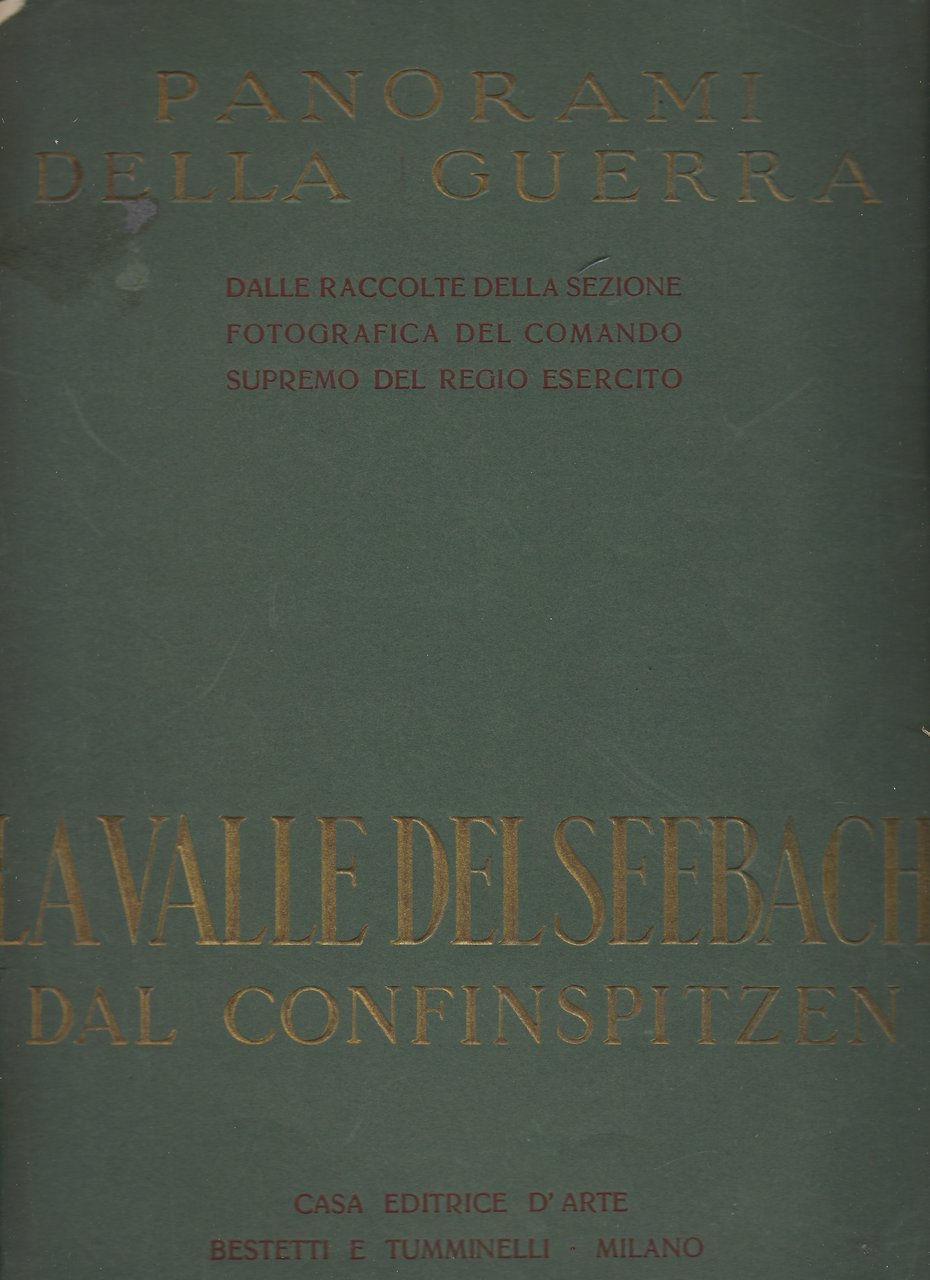 PANORAMI
DELLA GUERRA
DALLE RACCOLTE DELLA SEZIONE
FOTOGRAFICA DEL COMANDO
SUPREMO DEL REGIO ESERCITO
LA VALLE DEL SEEBACH
DAL CONFINSPITZEN
CASA EDITRICE D'ARTE
BESTETTI E TUMMINELLI · MILANO